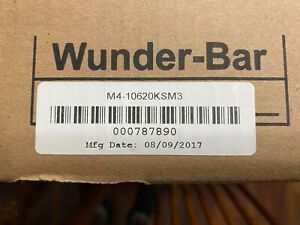 Wunder-Bar
M4-10620KSM3
000787890
Mfg Date: 08/09/2017